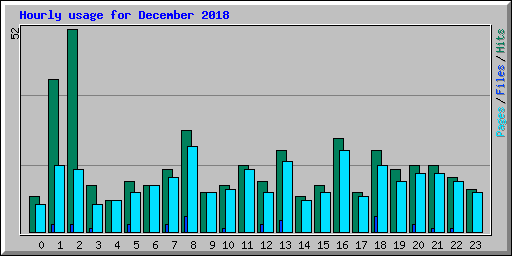 Hourly usage for December 2018
52
Pages/Files/Hits
0 1 2 3 4 5 6 7 8 9 10 11 12 13 14 15 16 17 18 19 20 21 22 23